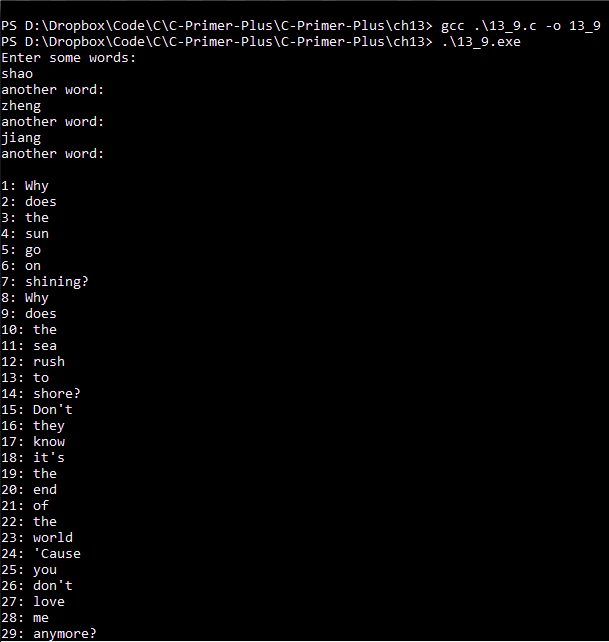 PS D:\Dropbox\Code\C\C-Primer-Plus\C-Primer-Plus\ch13> gcc .\13_9.c -o 13_9
PS D:\Dropbox\Code\C\C-Primer-Plus\C-Primer-Plus\ch13> .\13_9.exe
Enter some words:
shao
another word:
zheng
another word:
jiang
another word:
1: Why
2: does
3: the
4: sun
5: go
6: on
7: shining?
8: Why
9: does
10: the
11: sea
12: rush
13: to
14: shore?
15: Don't
16: they
17: know
18: it's
19: the
20: end
21: of
22: the
23: world
24: 'Cause
25: you
26: don't
27: love
28: me
29: anymore?